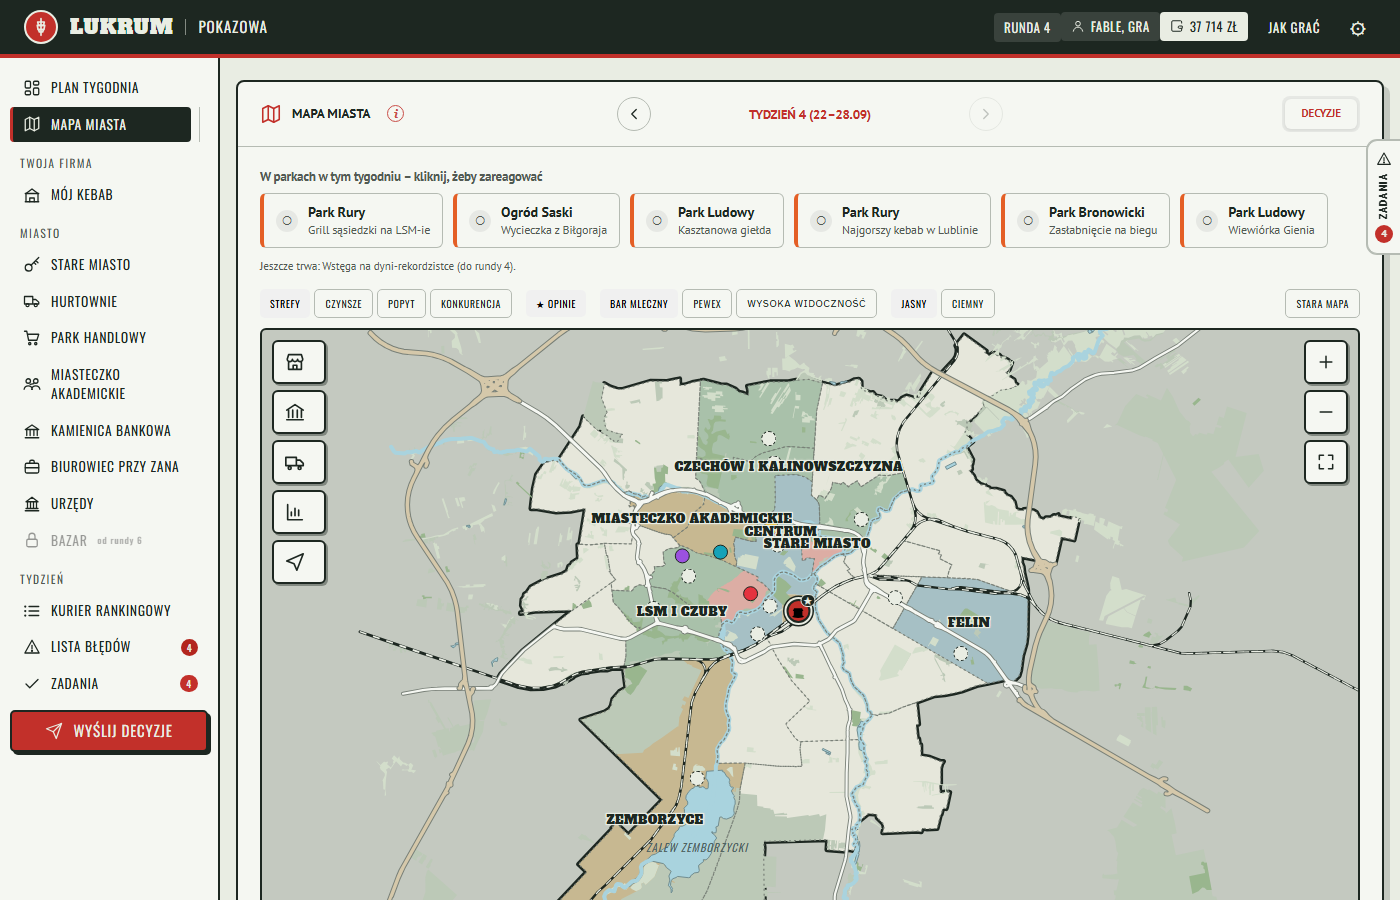 LUKRUM
POKAZOWA
RUNDA 4
FABLE, GRA
37 714 ZŁ
JAK GRAĆ
PLAN TYGODNIA
MAPA MIASTA
TWOJA FIRMA
MÓJ KEBAB
MIASTO
STARE MIASTO
HURTOWNIE
PARK HANDLOWY
MIASTECZKO
AKADEMICKIE
KAMIENICA BANKOWA
BIUROWIEC PRZY ZANA
URZĘDY
BAZAR od rundy 6
TYDZIEŃ
KURIER RANKINGOWY
LISTA BŁĘDÓW 4
ZADANIA 4
WYŚLIJ DECYZJE
MAPA MIASTA
TYDZIEŃ 4 (22–28.09)
DECYZJE
ZADANIA
4
W parkach w tym tygodniu – kliknij, żeby zareagować
Park Rury
Grill sąsiedzki na LSM-ie
Ogród Saski
Wycieczka z Biłgoraja
Park Ludowy
Kasztanowa giełda
Park Rury
Najgorszy kebab w Lublinie
Park Bronowicki
Zasłabnięcie na biegu
Park Ludowy
Wiewiórka Gienia
Jeszcze trwa: Wstęga na dyni-rekordzistce (do rundy 4).
STREFY CZYNSZE POPYT KONKURENCJA ★ OPINIE BAR MLECZNY PEWEX WYSOKA WIDOCZNOŚĆ JASNY CIEMNY STARA MAPA
CZECHÓW I KALINOWSZCZYZNA
MIASTECZKO AKADEMICKIE
CENTRUM
STARE MIASTO
LSM I CZUBY
FELIN
ZEMBORZYCE
ZALEW ZEMBORZYCKI